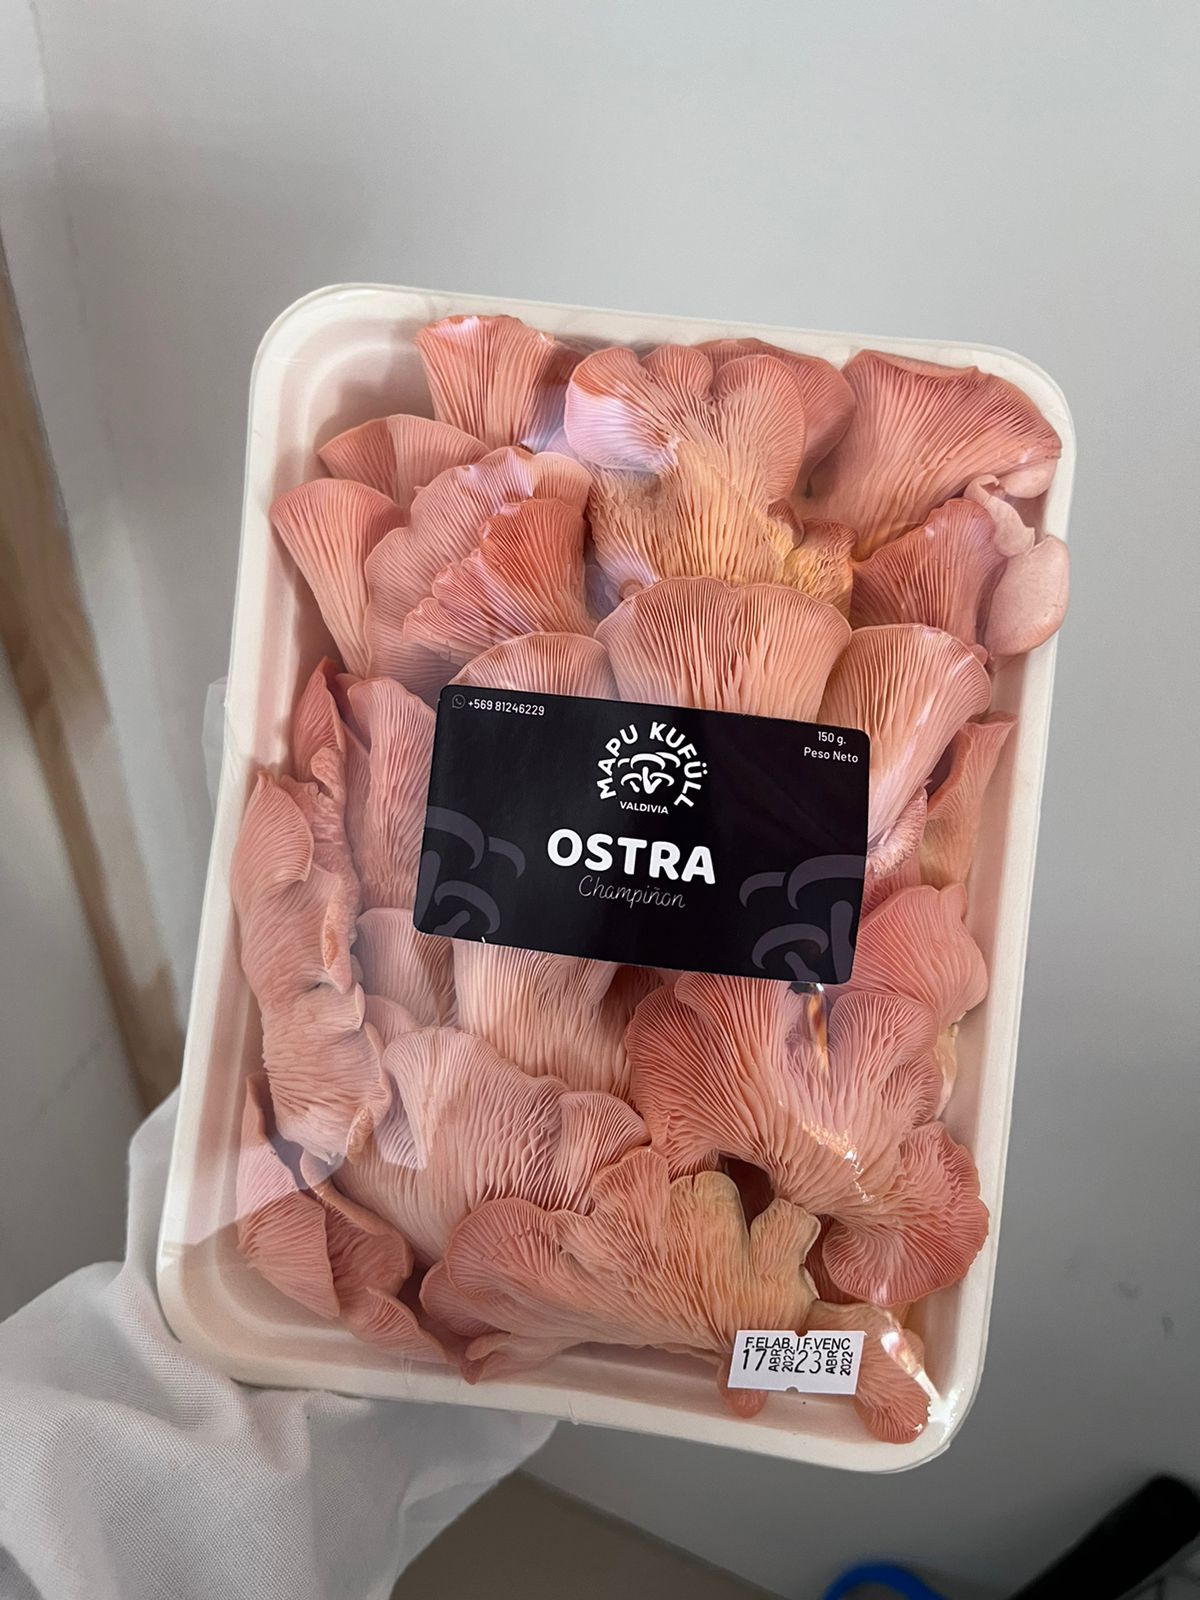 +569 81246229
150 g.
Peso Neto
MAPU KUFÜLL
VALDIVIA
OSTRA
Champiñon
F.ELAB. | F.VENC
17 ABR 2022 23 ABR 2022